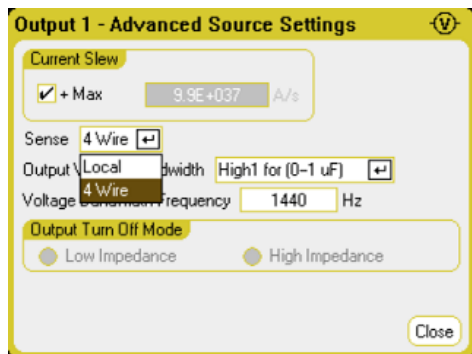 Output 1 - Advanced Source Settings
Current Slew
+ Max 9.9E+037 A/s
Sense 4 Wire
Local
4 Wire
Output High1 for (0-1 uF)
Voltage Frequency 1440 Hz
Output Turn Off Mode
Low Impedance High Impedance
Close